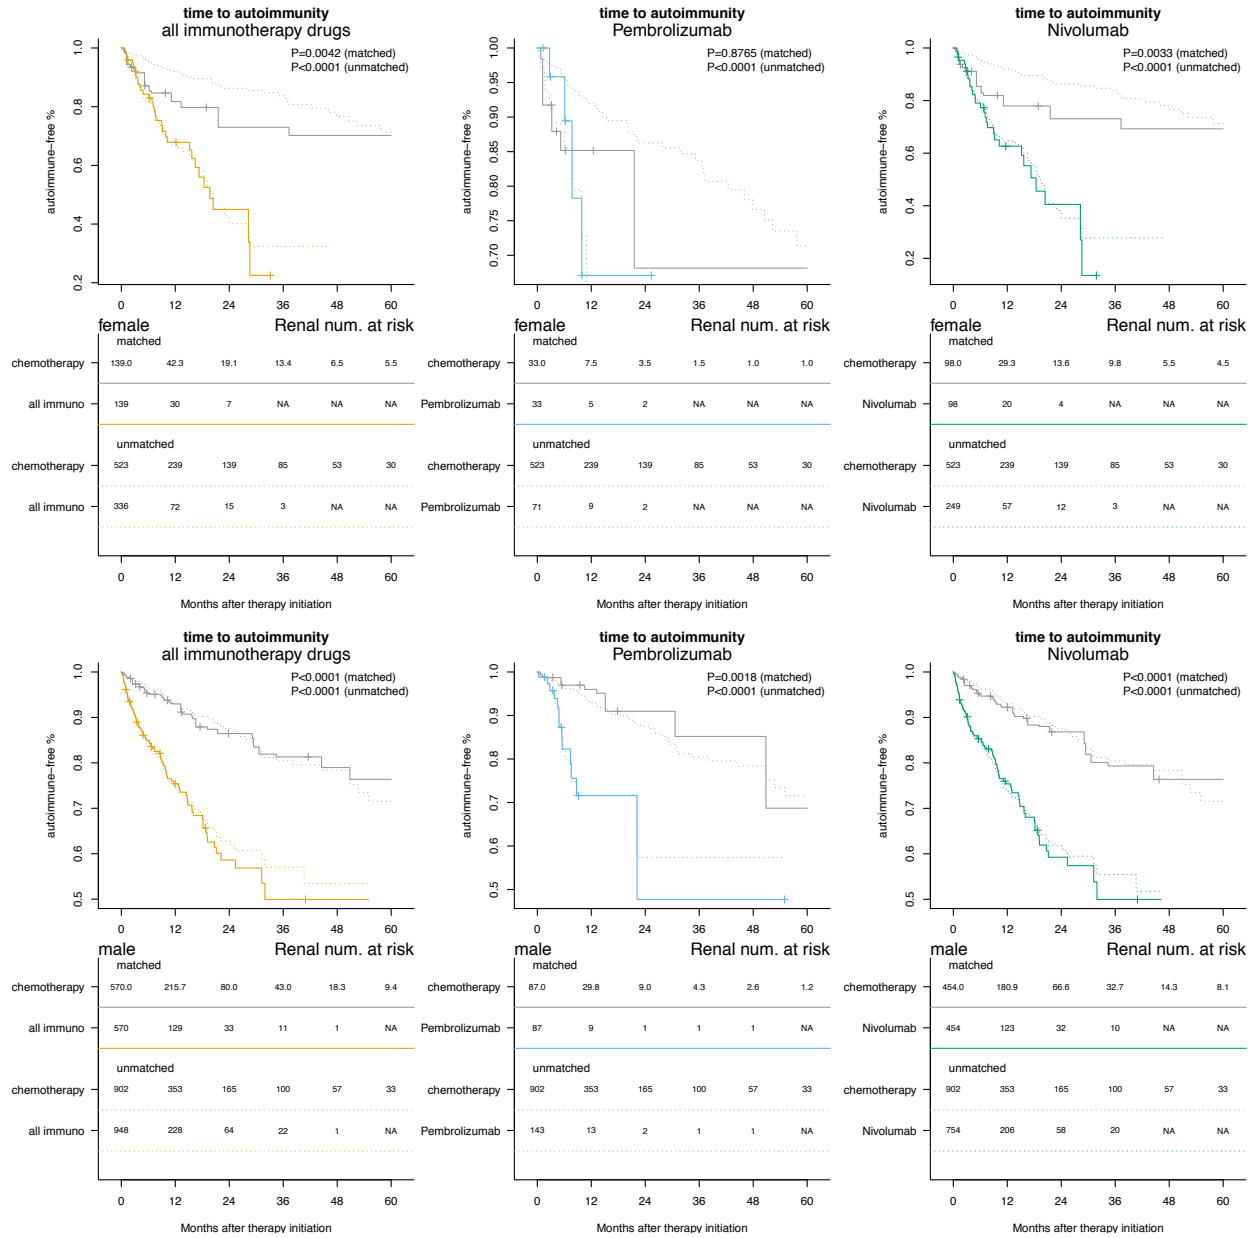 time to autoimmunity
all immunotherapy drugs
P=0.0042 (matched)
P<0.0001 (unmatched)
autoimmune−free %
1.0
0.8
0.6
0.4
0.2
0 12 24 36 48 60
female Renal num. at risk
matched
chemotherapy 139.0 42.3 19.1 13.4 6.5 5.5
all immuno 139 30 7 NA NA NA
unmatched
chemotherapy 523 239 139 85 53 30
all immuno 336 72 15 3 NA NA
0 12 24 36 48 60
Months after therapy initiation
time to autoimmunity
Pembrolizumab
P=0.8765 (matched)
P<0.0001 (unmatched)
autoimmune−free %
1.00
0.95
0.90
0.85
0.80
0.75
0.70
0 12 24 36 48 60
female Renal num. at risk
matched
chemotherapy 33.0 7.5 3.5 1.5 1.0 1.0
Pembrolizumab 33 5 2 NA NA NA
unmatched
chemotherapy 523 239 139 85 53 30
Pembrolizumab 71 9 2 NA NA NA
0 12 24 36 48 60
Months after therapy initiation
time to autoimmunity
Nivolumab
P=0.0033 (matched)
P<0.0001 (unmatched)
autoimmune−free %
1.0
0.8
0.6
0.4
0.2
0 12 24 36 48 60
female Renal num. at risk
matched
chemotherapy 98.0 29.3 13.6 9.8 5.5 4.5
Nivolumab 98 20 4 NA NA NA
unmatched
chemotherapy 523 239 139 85 53 30
Nivolumab 249 57 12 3 NA NA
0 12 24 36 48 60
Months after therapy initiation
time to autoimmunity
all immunotherapy drugs
P<0.0001 (matched)
P<0.0001 (unmatched)
autoimmune−free %
1.0
0.9
0.8
0.7
0.6
0.5
0 12 24 36 48 60
male Renal num. at risk
matched
chemotherapy 570.0 215.7 80.0 43.0 18.3 9.4
all immuno 570 129 33 11 1 NA
unmatched
chemotherapy 902 353 165 100 57 33
all immuno 948 228 64 22 1 NA
0 12 24 36 48 60
Months after therapy initiation
time to autoimmunity
Pembrolizumab
P=0.0018 (matched)
P<0.0001 (unmatched)
autoimmune−free %
1.0
0.9
0.8
0.7
0.6
0.5
0 12 24 36 48 60
male Renal num. at risk
matched
chemotherapy 87.0 29.8 9.0 4.3 2.6 1.2
Pembrolizumab 87 9 1 1 1 NA
unmatched
chemotherapy 902 353 165 100 57 33
Pembrolizumab 143 13 2 1 1 NA
0 12 24 36 48 60
Months after therapy initiation
time to autoimmunity
Nivolumab
P<0.0001 (matched)
P<0.0001 (unmatched)
autoimmune−free %
1.0
0.9
0.8
0.7
0.6
0.5
0 12 24 36 48 60
male Renal num. at risk
matched
chemotherapy 454.0 180.9 66.6 32.7 14.3 8.1
Nivolumab 454 123 32 10 NA NA
unmatched
chemotherapy 902 353 165 100 57 33
Nivolumab 754 206 58 20 NA NA
0 12 24 36 48 60
Months after therapy initiation